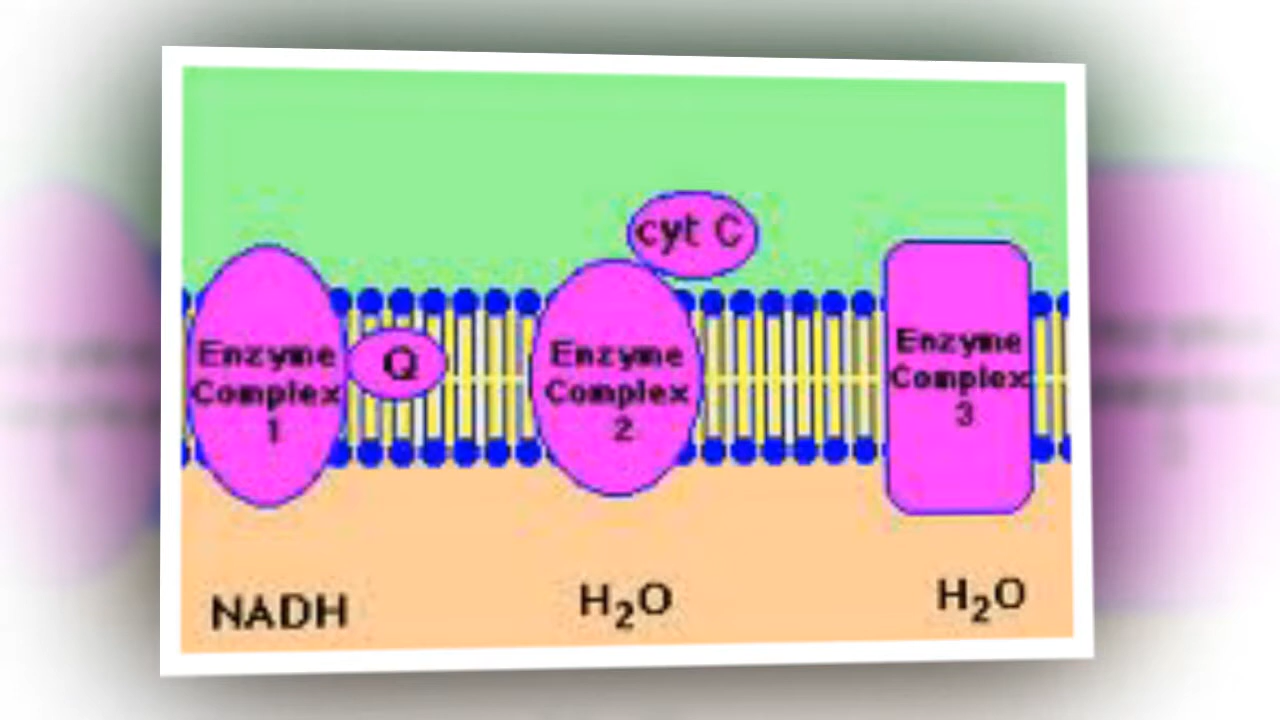 cyt C
Enzyme
Complex
1
Q
Enzyme
Complex
2
Enzyme
Complex
3
NADH
H₂O
H₂O